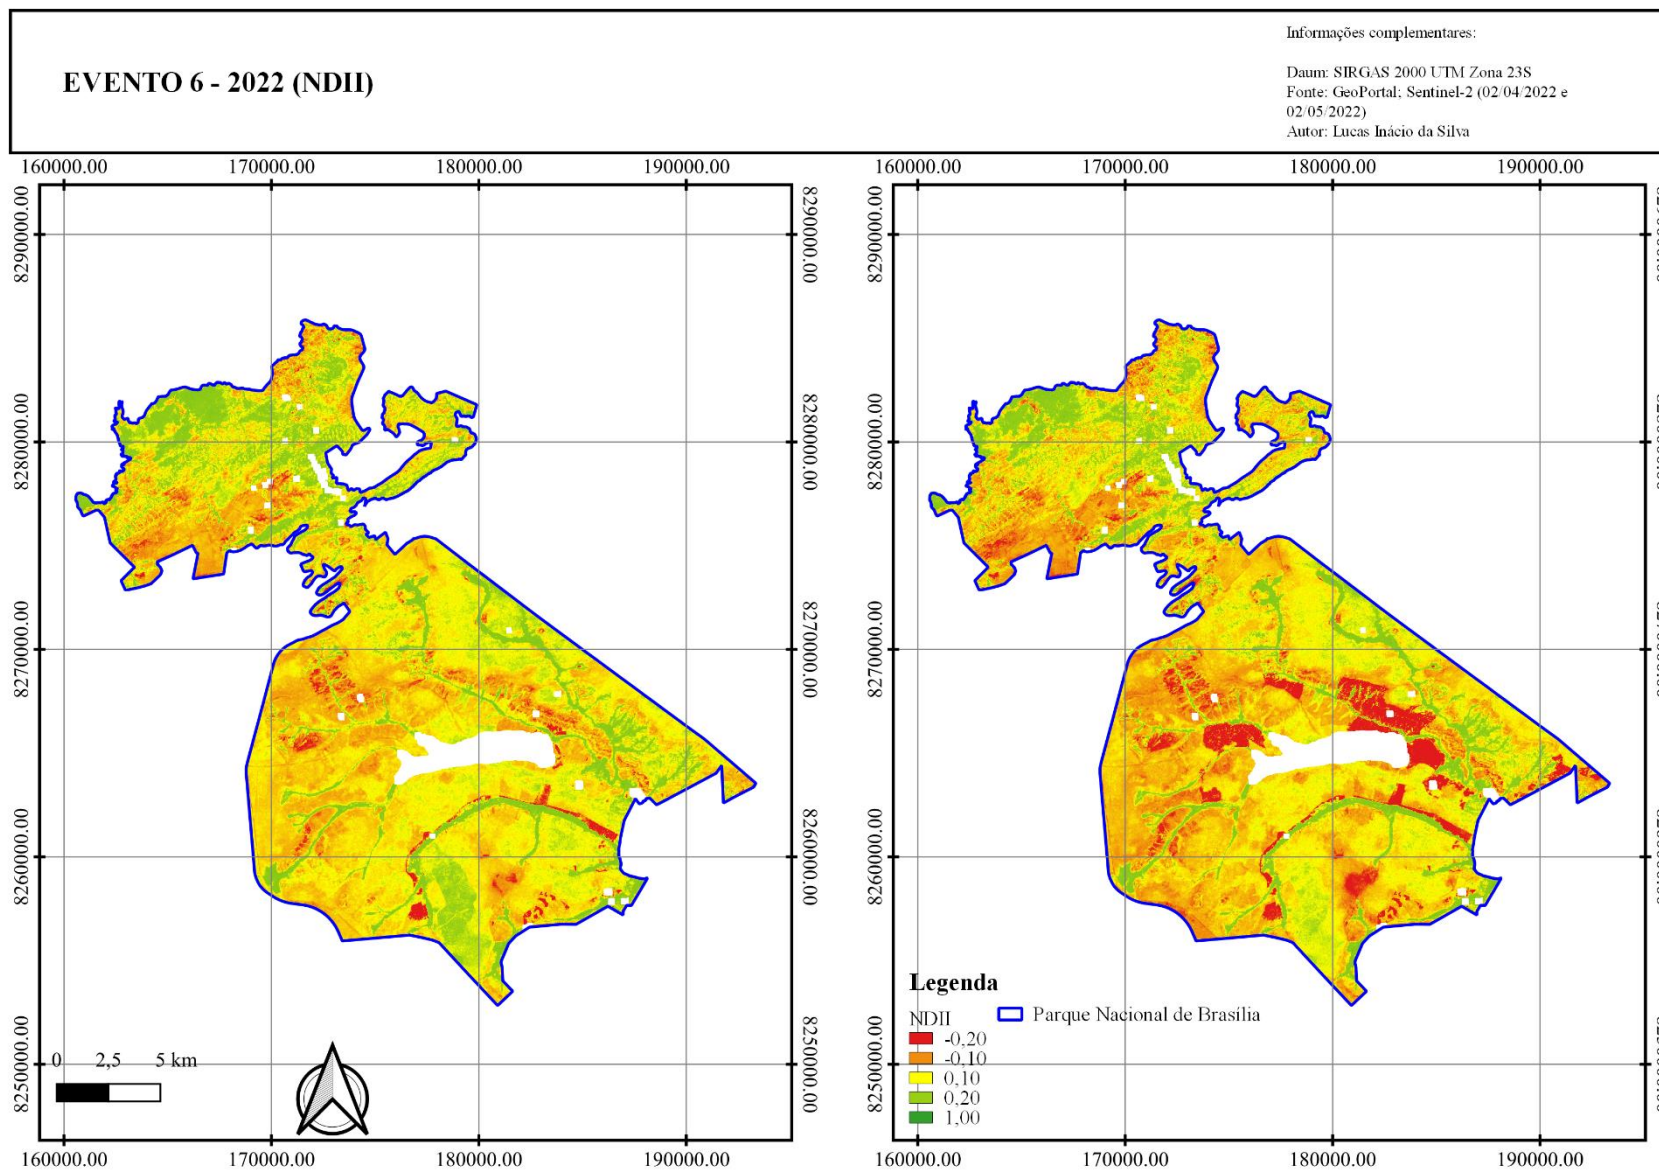 EVENTO 6 - 2022 (NDII)
Informações complementares:
Daum: SIRGAS 2000 UTM Zona 23S
Fonte: GeoPortal; Sentinel-2 (02/04/2022 e
02/05/2022)
Autor: Lucas Inácio da Silva
160000.00 170000.00 180000.00 190000.00
160000.00 170000.00 180000.00 190000.00
8290000.00 8290000.00 8290000.00
8280000.00 8280000.00 8280000.00
8270000.00 8270000.00 8270000.00
8260000.00 8260000.00 8260000.00
8250000.00 8250000.00 8250000.00
0 2,5 5 km
Legenda
NDII
-0,20
-0,10
0,10
0,20
1,00
Parque Nacional de Brasília
160000.00 170000.00 180000.00 190000.00
160000.00 170000.00 180000.00 190000.00